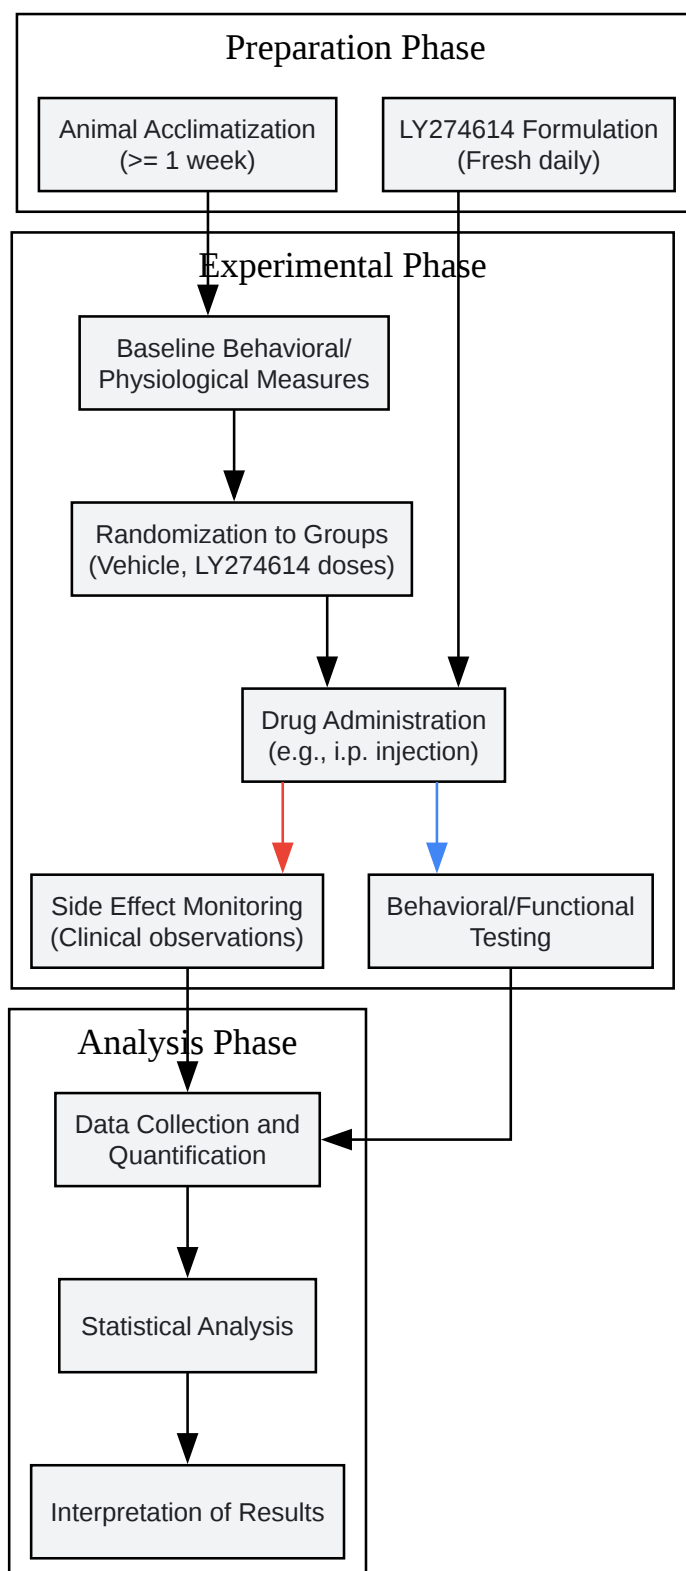 Preparation Phase
Animal Acclimatization
(>= 1 week)
LY274614 Formulation
(Fresh daily)
Experimental Phase
Baseline Behavioral/
Physiological Measures
Randomization to Groups
(Vehicle, LY274614 doses)
Drug Administration
(e.g., i.p. injection)
Side Effect Monitoring
(Clinical observations)
Behavioral/Functional
Testing
Analysis Phase
Data Collection and
Quantification
Statistical Analysis
Interpretation of Results